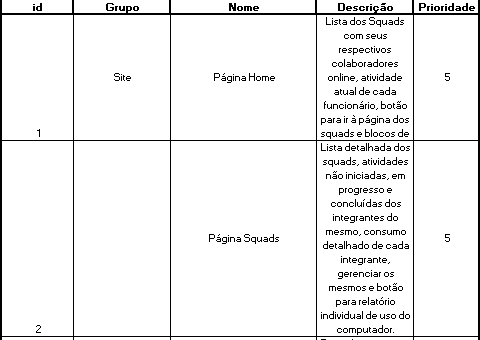 id Grupo Nome Descrição Prioridade
Lista dos Squads
com seus
respectivos
colaboradores
online, atividade
Site Página Home atual de cada 5
funcionário, botão
para ir à página dos
squads e blocos de
1
Lista detalhada dos
squads, atividades
não iniciadas, em
progresso e
concluídas dos
integrantes do
Página Squads mesmo, consumo 5
detalhado de cada
integrante,
gerenciar os
mesmos e botão
para relatório
individual de uso do
computador.
2